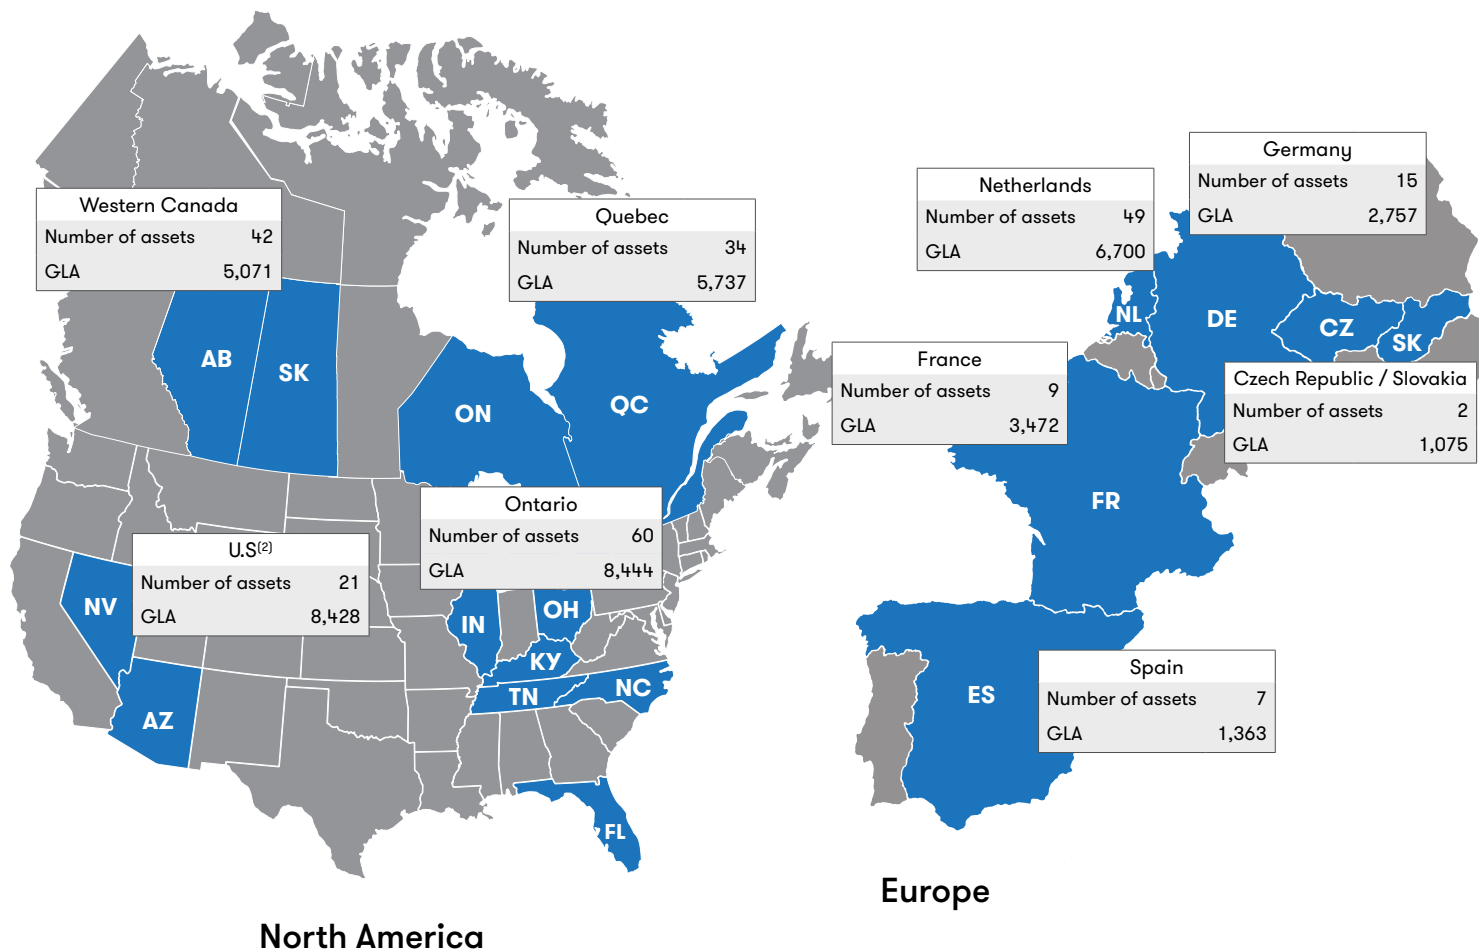 Western Canada
Number of assets 42
GLA 5,071
Quebec
Number of assets 34
GLA 5,737
AB
SK
ON
QC
U.S(2)
Number of assets 21
GLA 8,428
Ontario
Number of assets 60
GLA 8,444
NV
AZ
IN
OH
KY
TN
NC
FL
North America
Netherlands
Number of assets 49
GLA 6,700
Germany
Number of assets 15
GLA 2,757
NL
DE
CZ
SK
France
Number of assets 9
GLA 3,472
Czech Republic / Slovakia
Number of assets 2
GLA 1,075
FR
ES
Spain
Number of assets 7
GLA 1,363
Europe